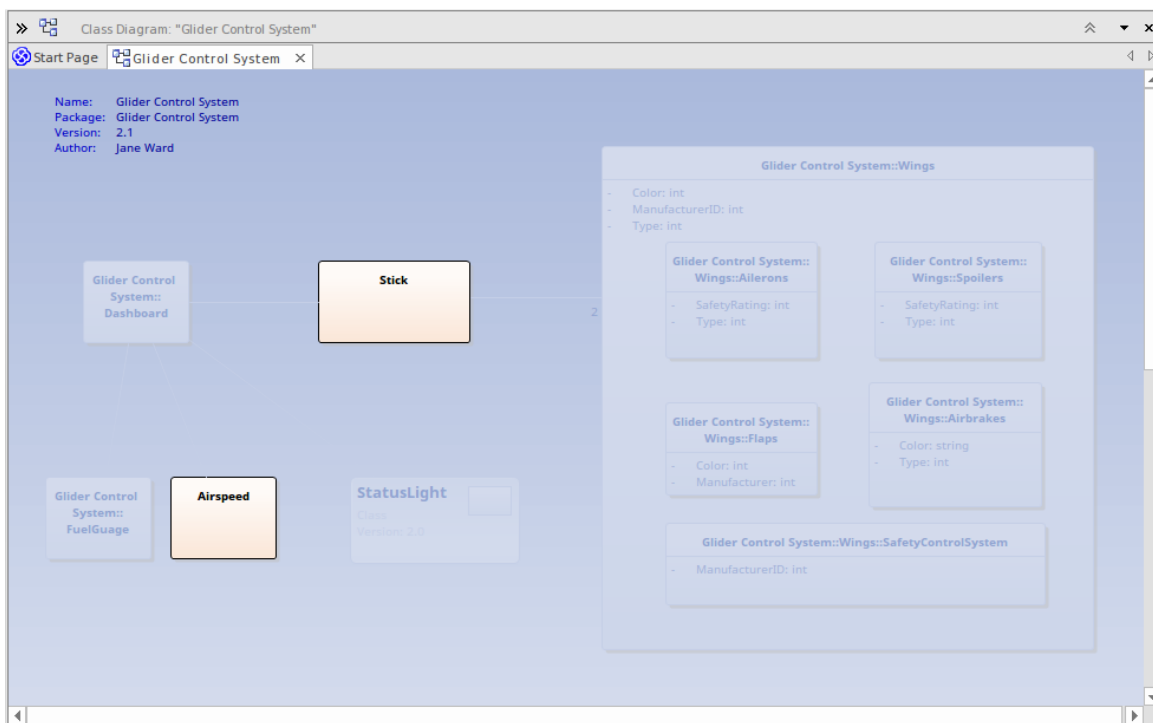 Class Diagram: "Glider Control System"
Start Page
Glider Control System
Name: Glider Control System
Package: Glider Control System
Version: 2.1
Author: Jane Ward
Glider Control System::Wings
- Color: int
- ManufacturerID: int
- Type: int
Glider Control
System::
Dashboard
Stick
2
Glider Control System::
Wings::Ailerons
- SafetyRating: int
- Type: int
Glider Control System::
Wings::Spoilers
- SafetyRating: int
- Type: int
Glider Control System::
Wings::Flaps
- Color: int
- Manufacturer: int
Glider Control System::
Wings::Airbrakes
- Color: string
- Type: int
Glider Control
System::
FuelGuage
Airspeed
StatusLight
Class
Version: 2.0
Glider Control System::Wings::SafetyControlSystem
- ManufacturerID: int